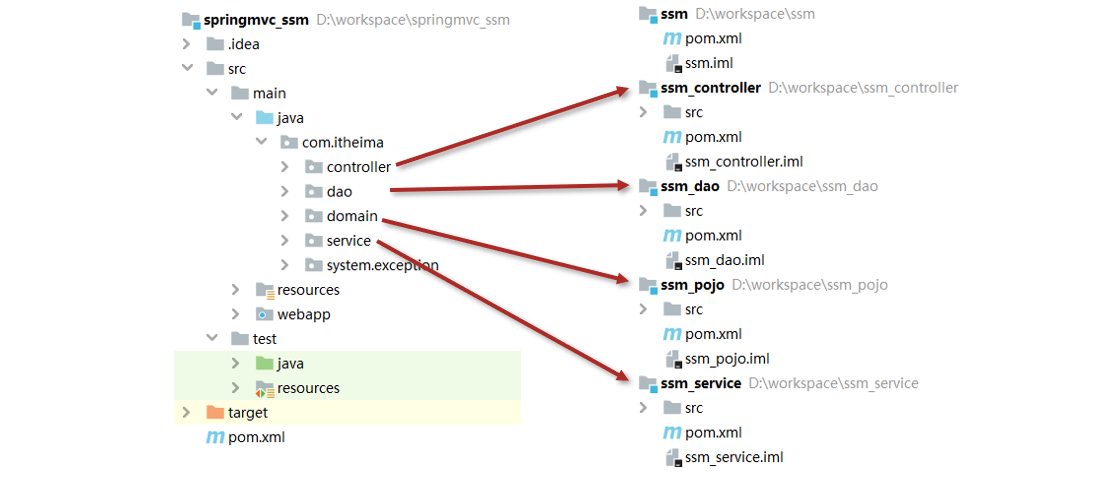 springmvc_ssm D:\workspace\springmvc_ssm
.idea
src
main
java
com.itheima
controller
dao
domain
service
system.exception
resources
webapp
test
java
resources
target
pom.xml
ssm D:\workspace\ssm
pom.xml
ssm.iml
ssm_controller D:\workspace\ssm_controller
src
pom.xml
ssm_controller.iml
ssm_dao D:\workspace\ssm_dao
src
pom.xml
ssm_dao.iml
ssm_pojo D:\workspace\ssm_pojo
src
pom.xml
ssm_pojo.iml
ssm_service D:\workspace\ssm_service
src
pom.xml
ssm_service.iml